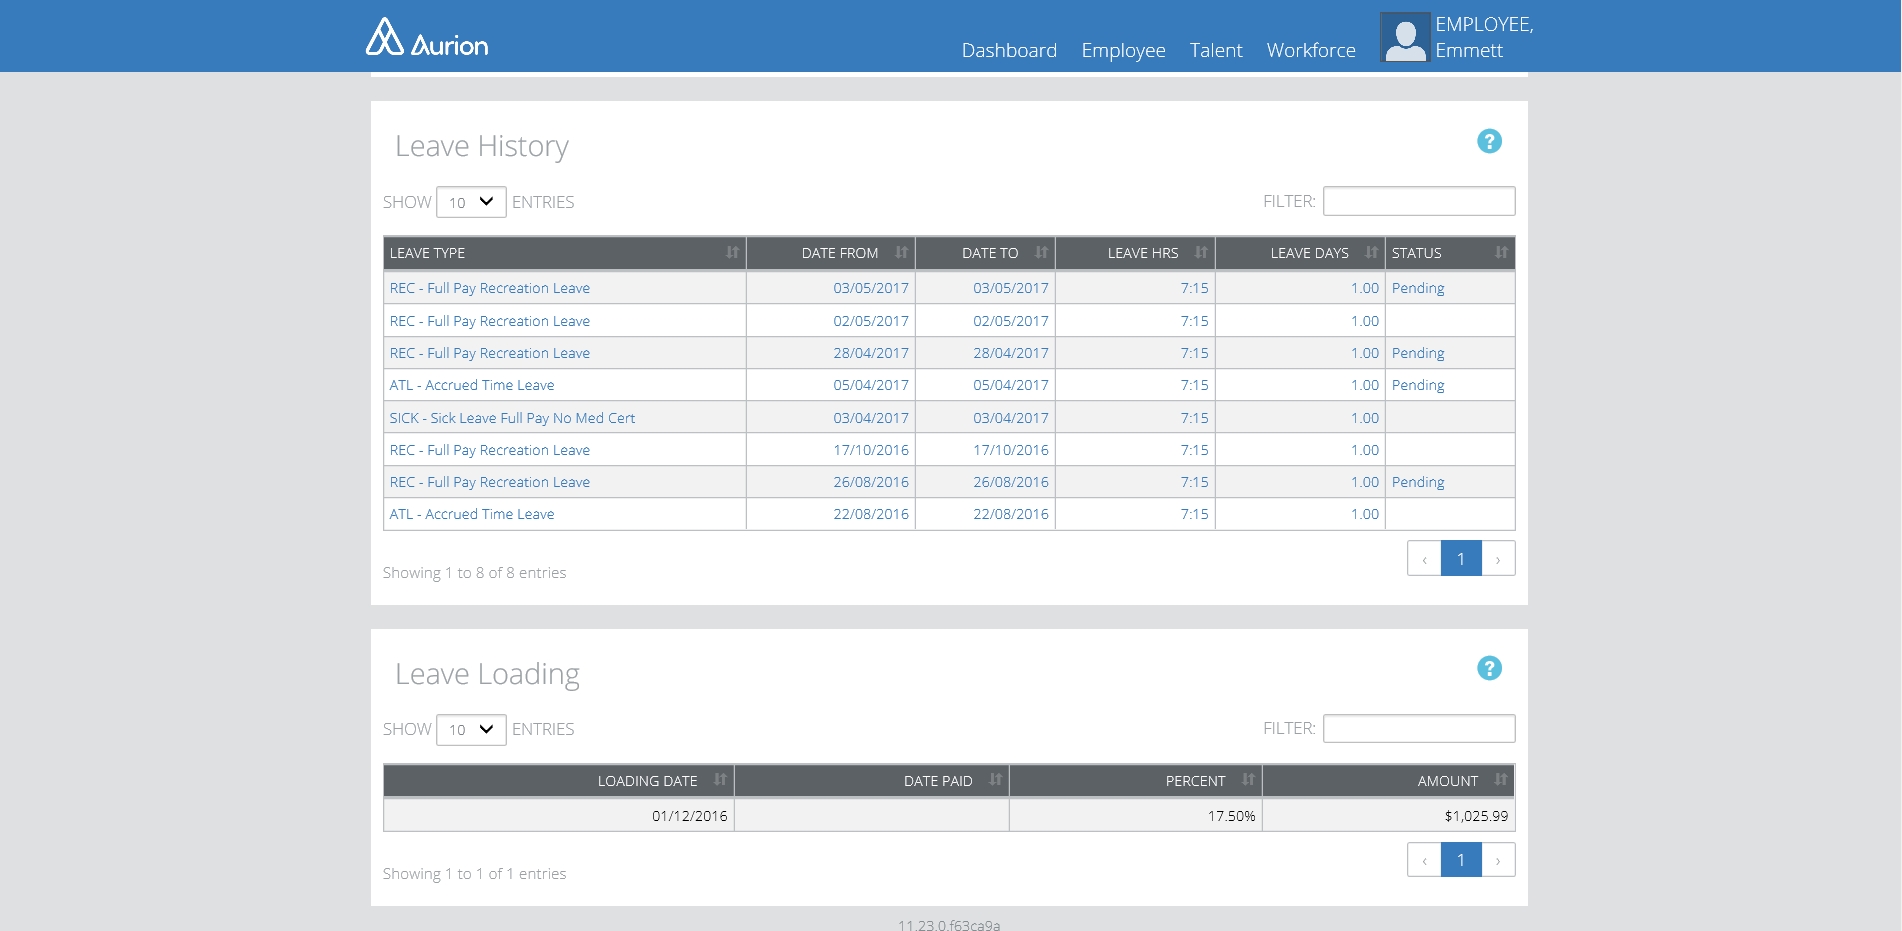 Aurion
Dashboard Employee Talent Workforce EMPLOYEE,
Emmett
Leave History ?
SHOW 10 ENTRIES FILTER:
LEAVE TYPE DATE FROM DATE TO LEAVE HRS LEAVE DAYS STATUS
REC - Full Pay Recreation Leave 03/05/2017 03/05/2017 7:15 1.00 Pending
REC - Full Pay Recreation Leave 02/05/2017 02/05/2017 7:15 1.00
REC - Full Pay Recreation Leave 28/04/2017 28/04/2017 7:15 1.00 Pending
ATL - Accrued Time Leave 05/04/2017 05/04/2017 7:15 1.00 Pending
SICK - Sick Leave Full Pay No Med Cert 03/04/2017 03/04/2017 7:15 1.00
REC - Full Pay Recreation Leave 17/10/2016 17/10/2016 7:15 1.00
REC - Full Pay Recreation Leave 26/08/2016 26/08/2016 7:15 1.00 Pending
ATL - Accrued Time Leave 22/08/2016 22/08/2016 7:15 1.00
‹ 1 ›
Showing 1 to 8 of 8 entries
Leave Loading ?
SHOW 10 ENTRIES FILTER:
LOADING DATE DATE PAID PERCENT AMOUNT
01/12/2016 17.50% $1,025.99
‹ 1 ›
Showing 1 to 1 of 1 entries
11.23.0.f63ca9a